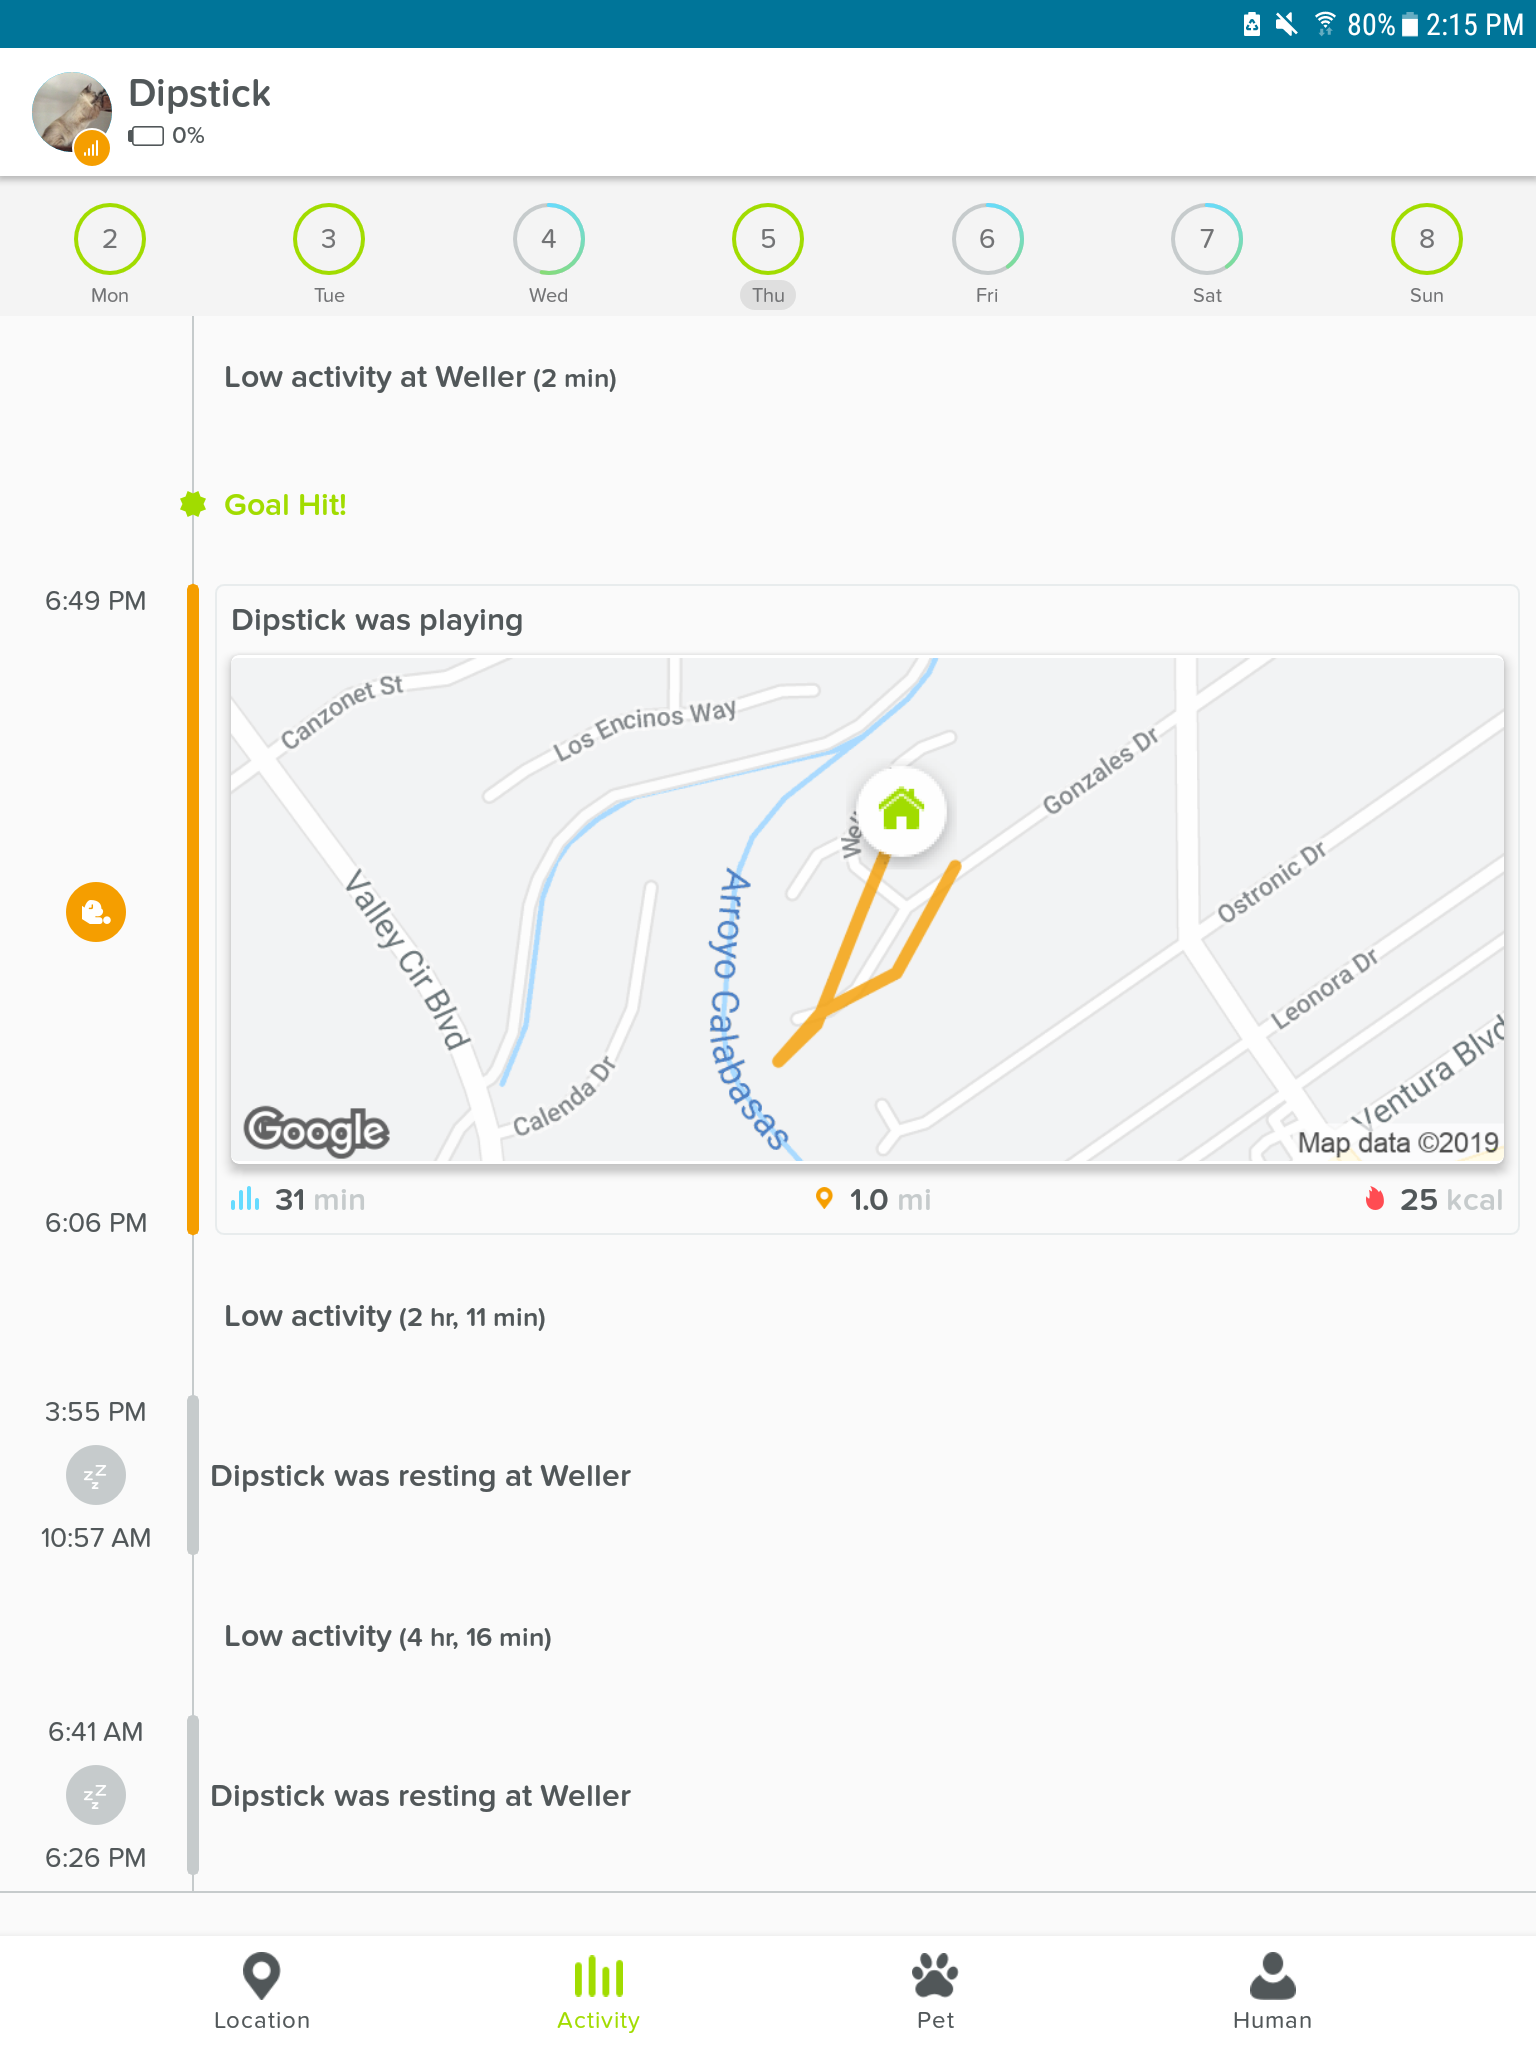 80% 2:15 PM
Dipstick
0%
2 3 4 5 6 7 8
Mon Tue Wed Thu Fri Sat Sun
Low activity at Weller (2 min)
Goal Hit!
6:49 PM
Dipstick was playing
Canzonet St
Los Encinos Way
Gonzales Dr
Ostronic Dr
Valley Cir Blvd
Arroyo Calabasas
Leonora Dr
Calenda Dr
Ventura Blvd
Google
Map data ©2019
31 min 1.0 mi 25 kcal
6:06 PM
Low activity (2 hr, 11 min)
3:55 PM
zzz
Dipstick was resting at Weller
10:57 AM
Low activity (4 hr, 16 min)
6:41 AM
zzz
Dipstick was resting at Weller
6:26 PM
Location Activity Pet Human